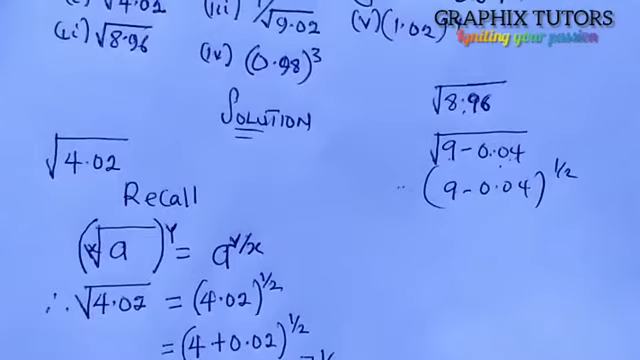 √4.02
(iii) 1/√9.02
(v) (1.02)
GRAPHIX TUTORS
Igniting your passion
(ii) √8.96
(iv) (0.98)³
SOLUTION
√4.02
Recall
(ˣ√a)ʸ = a^(y/x)
∴ √4.02 = (4.02)^(1/2)
= (4 + 0.02)^(1/2)
√8.96
√9 - 0.04
(9 - 0.04)^(1/2)